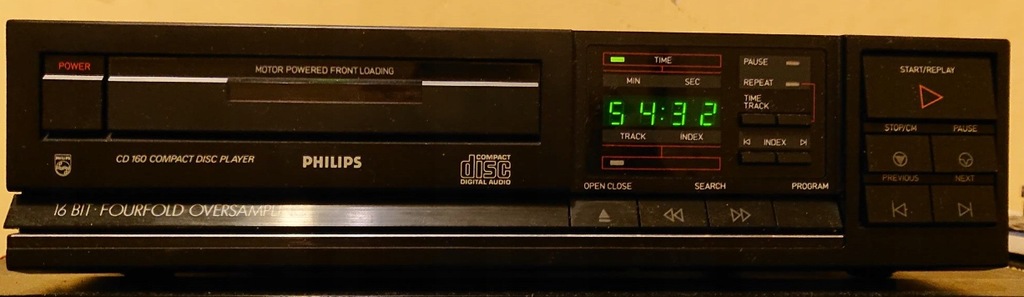 POWER
MOTOR POWERED FRONT LOADING
PHILIPS
CD 160 COMPACT DISC PLAYER
PHILIPS
COMPACT
disc
DIGITAL AUDIO
16 BIT · FOURFOLD OVERSAMPL
TIME
MIN SEC
54:32
TRACK INDEX
PAUSE
REPEAT
TIME
TRACK
INDEX
OPEN CLOSE SEARCH PROGRAM
START/REPLAY
STOP/CM PAUSE
PREVIOUS NEXT